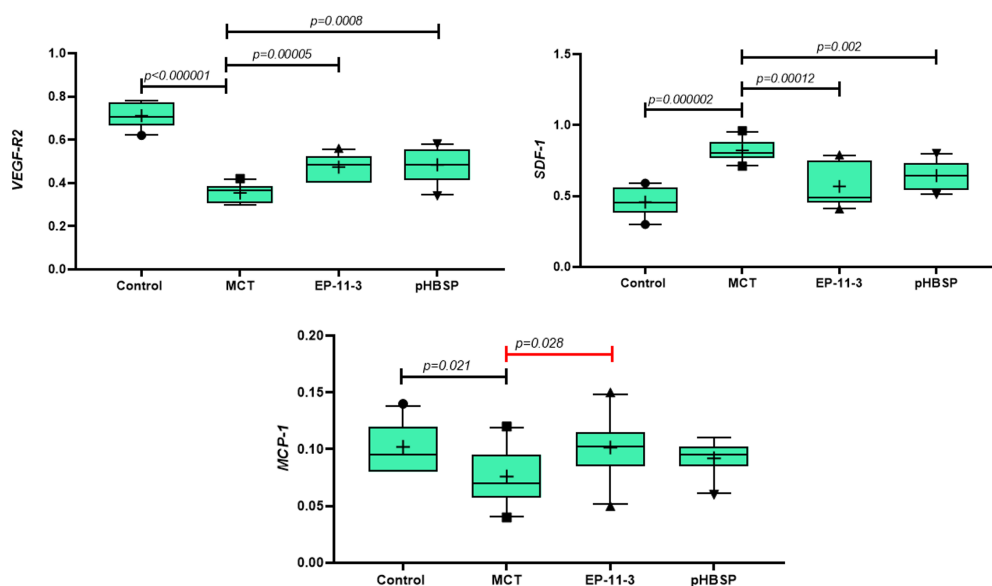 p=0.0008
p=0.00005
p<0.000001
1.0
0.8
0.6
0.4
0.2
0.0
VEGF-R2
Control MCT EP-11-3 pHBSP
p=0.002
p=0.00012
p=0.000002
1.5
1.0
0.5
0.0
SDF-1
Control MCT EP-11-3 pHBSP
p=0.028
p=0.021
0.20
0.15
0.10
0.05
0.00
MCP-1
Control MCT EP-11-3 pHBSP